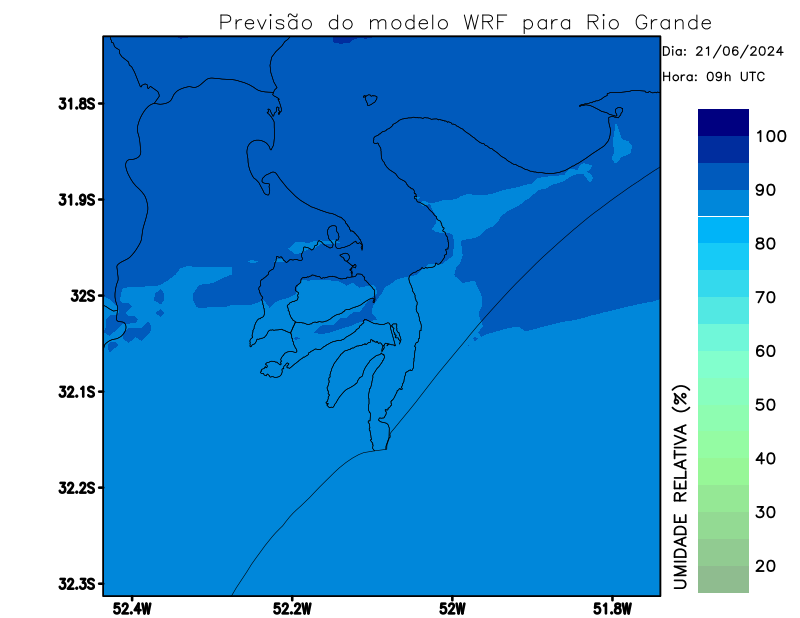 Previsão do modelo WRF para Rio Grande
Dia: 21/06/2024
Hora: 09h UTC
31.8S
31.9S
32S
32.1S
32.2S
32.3S
52.4W
52.2W
52W
51.8W
UMIDADE RELATIVA (%)
100
90
80
70
60
50
40
30
20